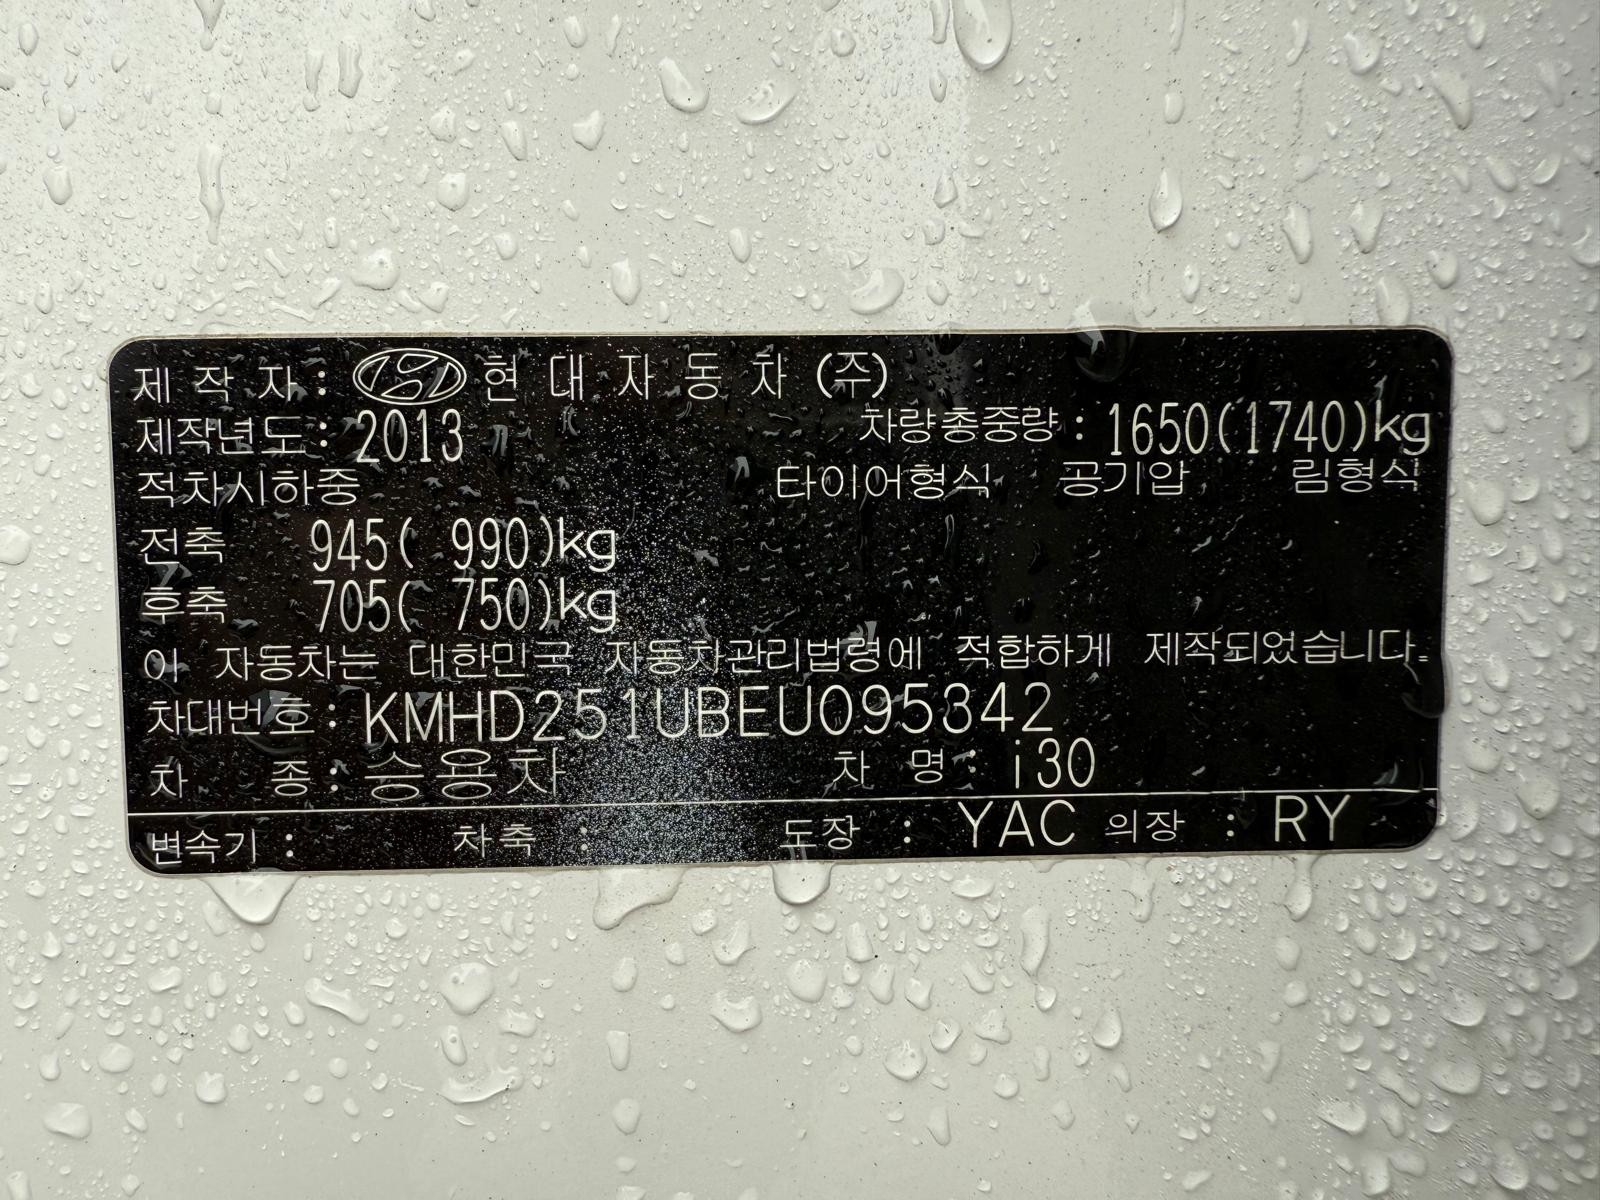 제 작 자 : 현 대 자 동 차 (주)
제작년도 : 2013 차량총중량 : 1650(1740)kg
적차시하중 타이어형식 공기압 림형식
전축 945( 990)kg
후축 705( 750)kg
이 자동차는 대한민국 자동차관리법령에 적합하게 제작되었습니다.
차대번호 : KMHD251UBEU095342
차 종 : 승용차 차 명 : i30
변속기 : 차축 : 도장 : YAC 의장 : RY